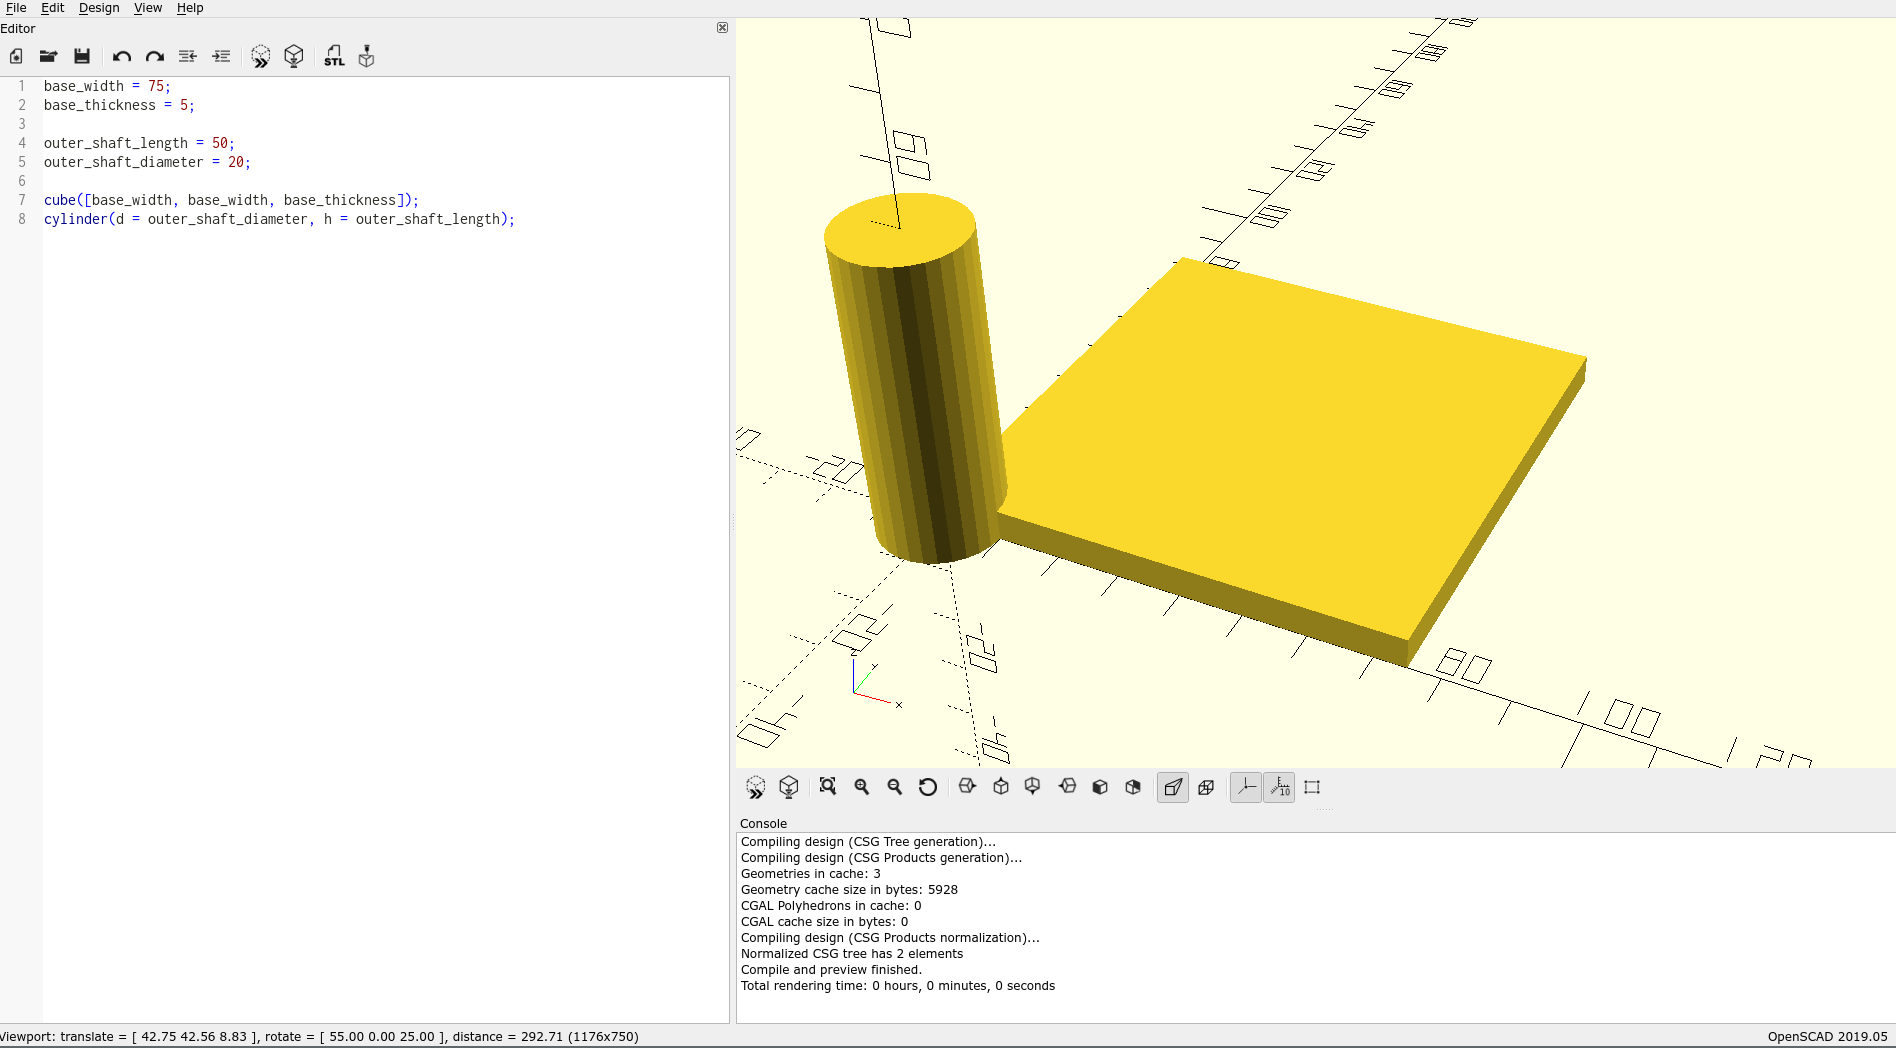 File Edit Design View Help
Editor
STL
1 base_width = 75;
2 base_thickness = 5;
3
4 outer_shaft_length = 50;
5 outer_shaft_diameter = 20;
6
7 cube([base_width, base_width, base_thickness]);
8 cylinder(d = outer_shaft_diameter, h = outer_shaft_length);
80
Z
Y
X
10
Console
Compiling design (CSG Tree generation)...
Compiling design (CSG Products generation)...
Geometries in cache: 3
Geometry cache size in bytes: 5928
CGAL Polyhedrons in cache: 0
CGAL cache size in bytes: 0
Compiling design (CSG Products normalization)...
Normalized CSG tree has 2 elements
Compile and preview finished.
Total rendering time: 0 hours, 0 minutes, 0 seconds
Viewport: translate = [ 42.75 42.56 8.83 ], rotate = [ 55.00 0.00 25.00 ], distance = 292.71 (1176x750)
OpenSCAD 2019.05